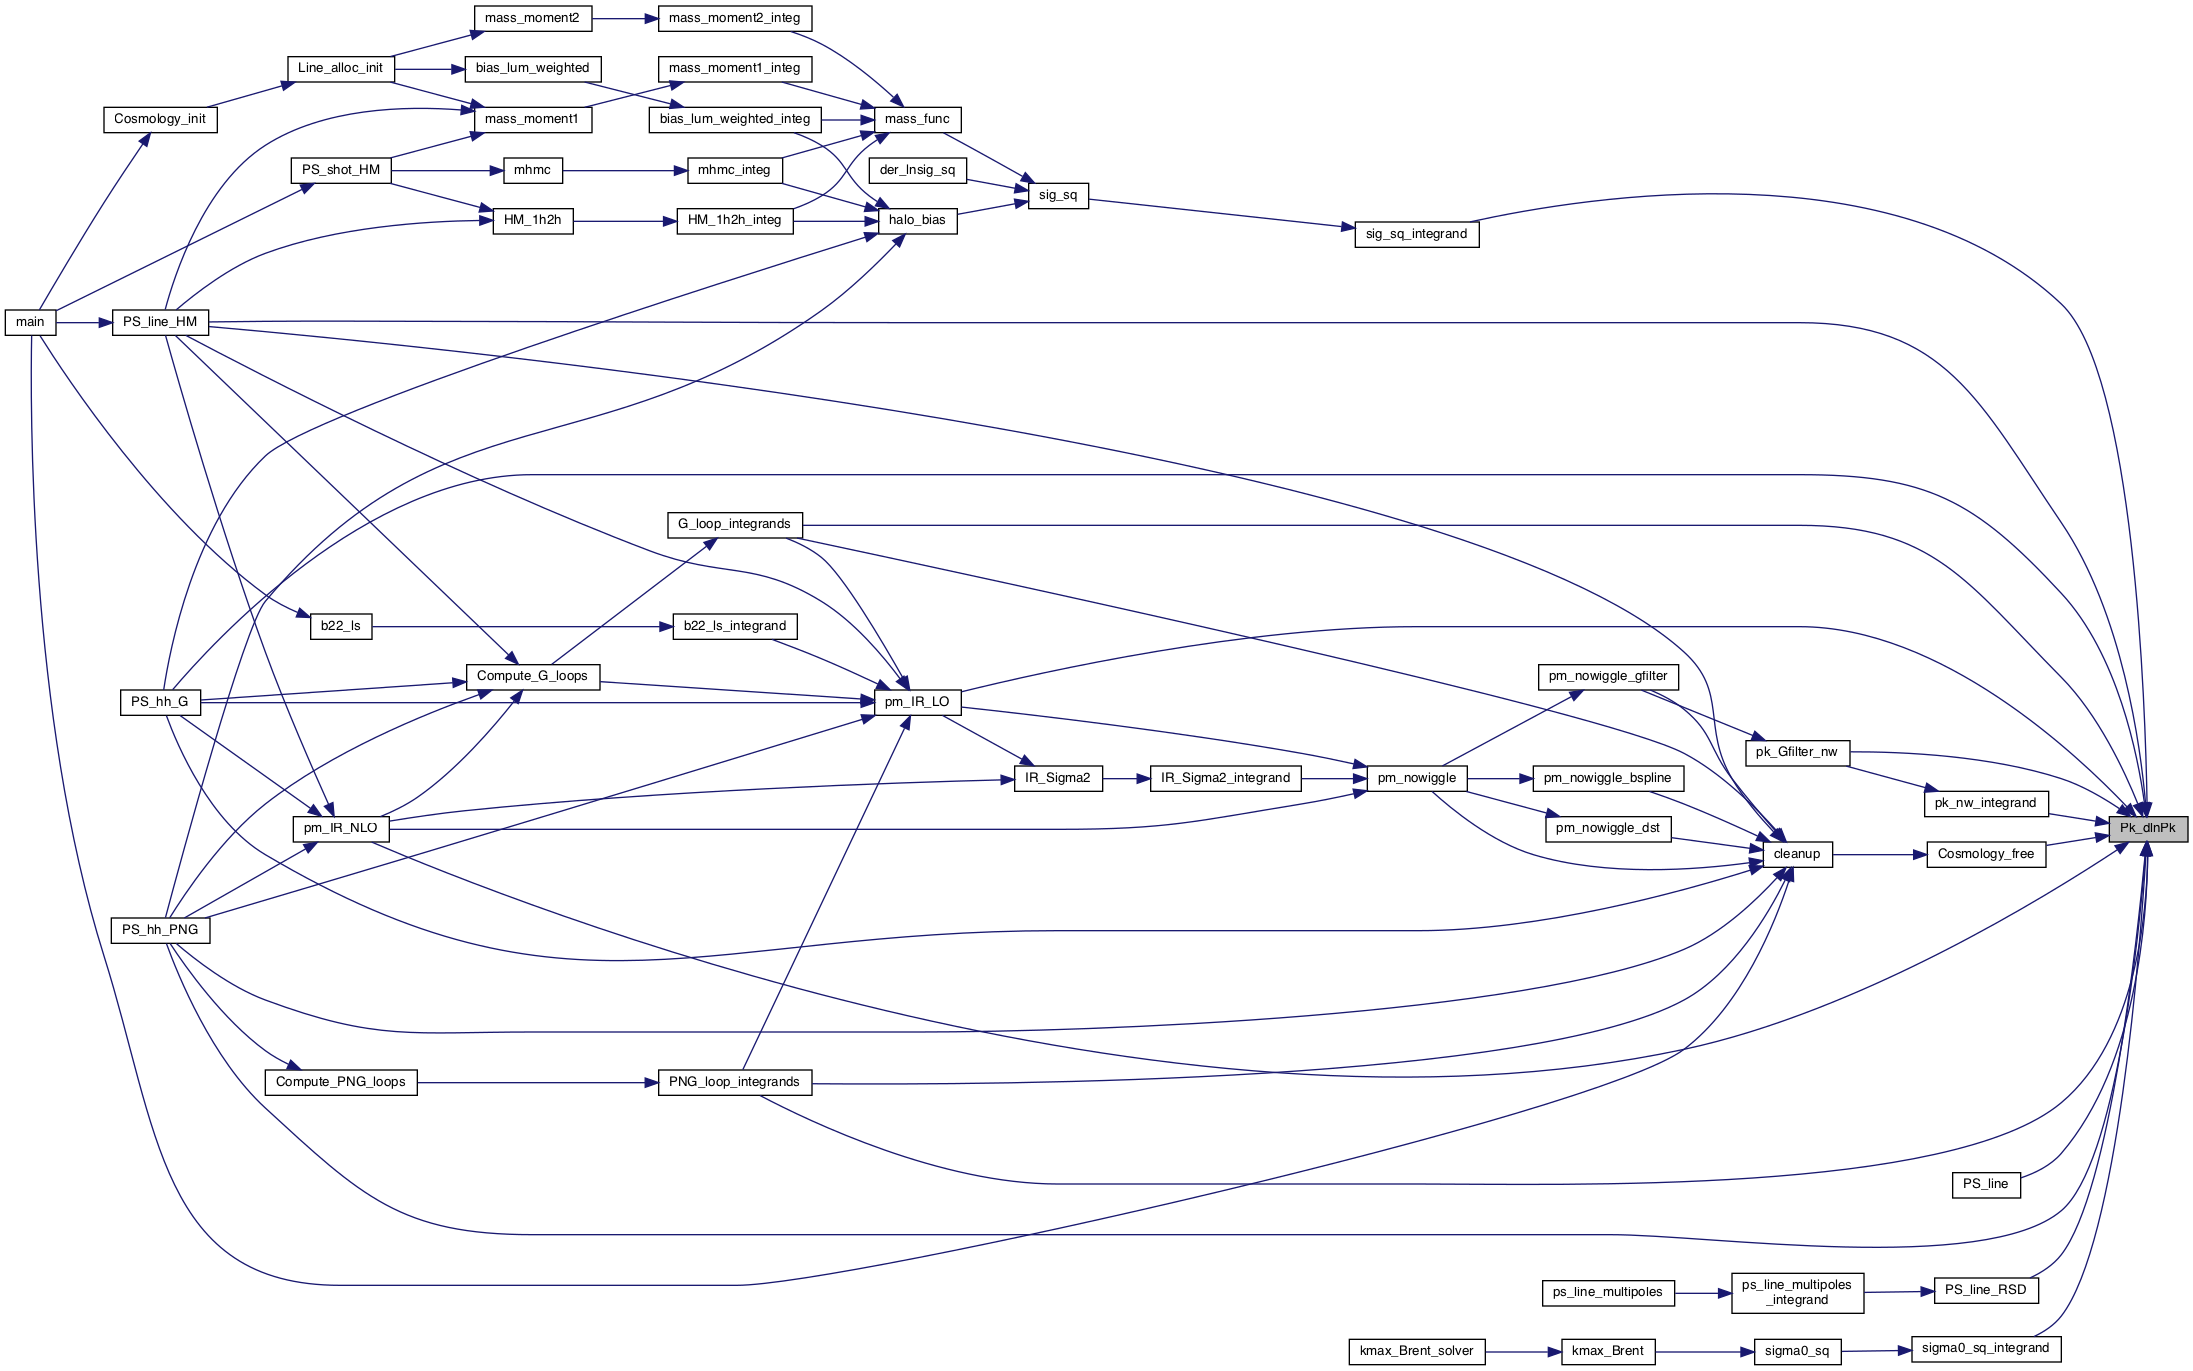 mass_moment2
mass_moment2_integ
Line_alloc_init
bias_lum_weighted
mass_moment1_integ
Cosmology_init
mass_moment1
bias_lum_weighted_integ
mass_func
PS_shot_HM
mhmc
mhmc_integ
der_lnsig_sq
sig_sq
HM_1h2h
HM_1h2h_integ
halo_bias
sig_sq_integrand
main
PS_line_HM
G_loop_integrands
b22_ls
b22_ls_integrand
Compute_G_loops
pm_nowiggle_gfilter
PS_hh_G
pm_IR_LO
pk_Gfilter_nw
IR_Sigma2
IR_Sigma2_integrand
pm_nowiggle
pm_nowiggle_bspline
pk_nw_integrand
pm_IR_NLO
pm_nowiggle_dst
Pk_dlnPk
cleanup
Cosmology_free
PS_hh_PNG
Compute_PNG_loops
PNG_loop_integrands
PS_line
ps_line_multipoles
ps_line_multipoles
_integrand
PS_line_RSD
kmax_Brent_solver
kmax_Brent
sigma0_sq
sigma0_sq_integrand